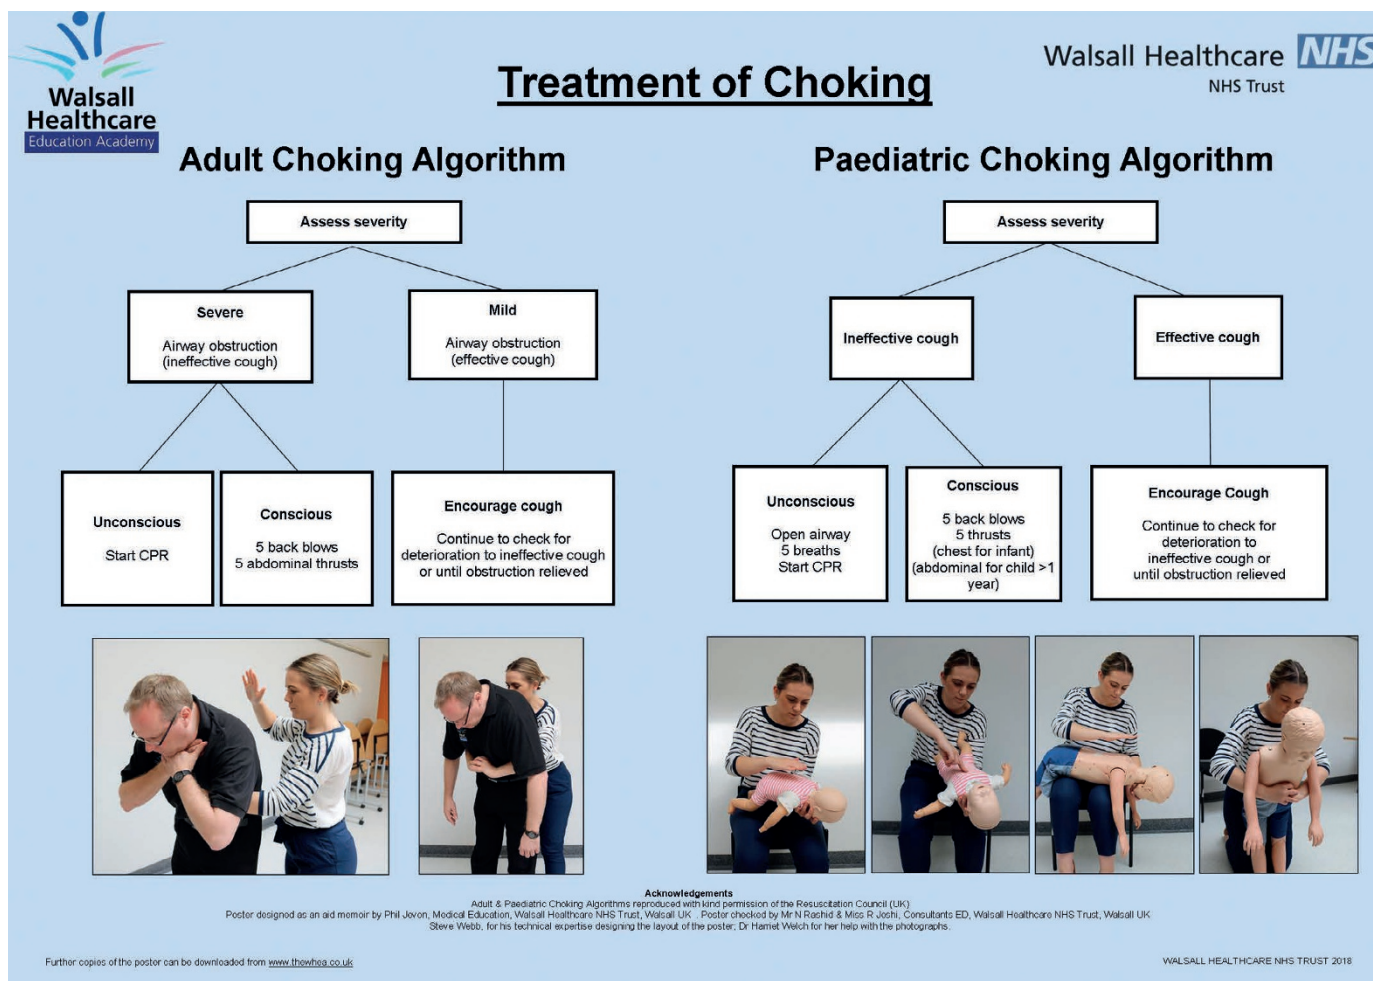 Walsall
Healthcare
Education Academy
Treatment of Choking
Walsall Healthcare NHS
NHS Trust
Adult Choking Algorithm
Assess severity
Severe
Airway obstruction
(ineffective cough)
Mild
Airway obstruction
(effective cough)
Unconscious
Start CPR
Conscious
5 back blows
5 abdominal thrusts
Encourage cough
Continue to check for
deterioration to ineffective cough
or until obstruction relieved
Paediatric Choking Algorithm
Assess severity
Ineffective cough
Effective cough
Unconscious
Open airway
5 breaths
Start CPR
Conscious
5 back blows
5 thrusts
(chest for infant)
(abdominal for child >1
year)
Encourage Cough
Continue to check for
deterioration to
ineffective cough or
until obstruction relieved
Acknowledgements
Adult & Paediatric Choking Algorithms reproduced with kind permission of the Resuscitation Council (UK)
Poster designed as an aid memoir by Phil Jevon, Medical Education, Walsall Healthcare NHS Trust, Walsall UK . Poster checked by Mr N Rashid & Miss R Joshi, Consultants ED, Walsall Healthcare NHS Trust, Walsall UK
Steve Webb, for his technical expertise designing the layout of the poster; Dr Harriet Welch for her help with the photographs.
Further copies of the poster can be downloaded from www.thewhea.co.uk
WALSALL HEALTHCARE NHS TRUST 2018